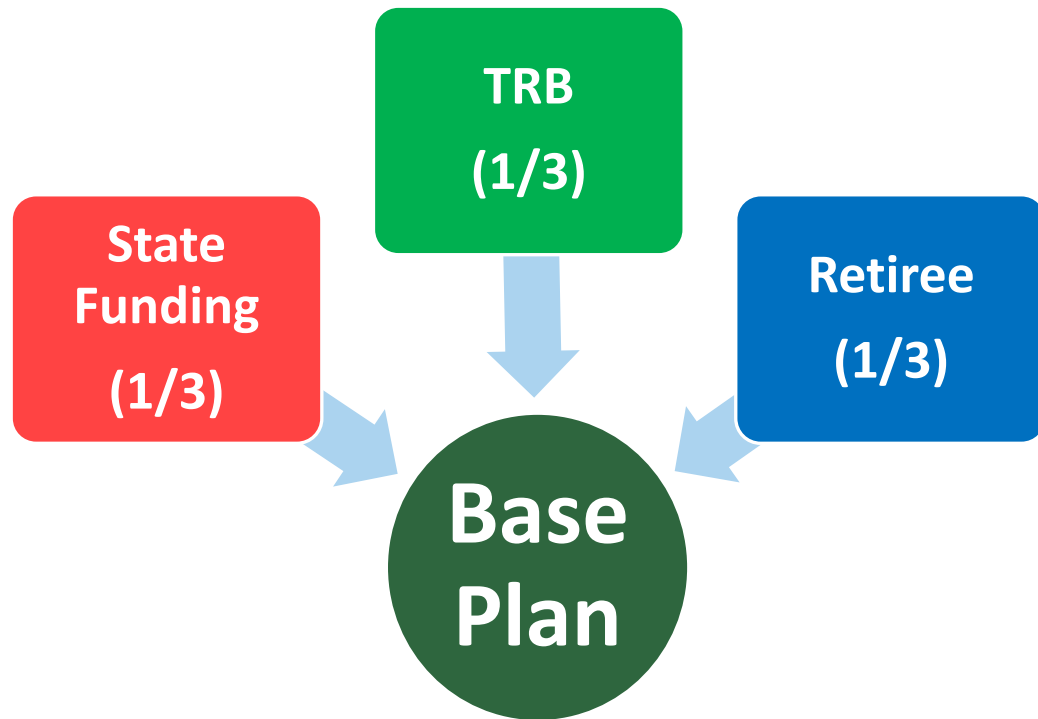 TRB
(1/3)
State
Funding
(1/3)
Retiree
(1/3)
Base
Plan